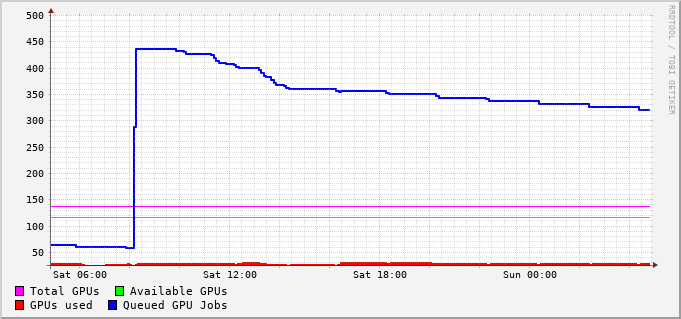 500
450
400
350
300
250
200
150
100
50
Sat 06:00 Sat 12:00 Sat 18:00 Sun 00:00
Total GPUs Available GPUs
GPUs used Queued GPU Jobs
RRDTOOL / TOBI OETIKER